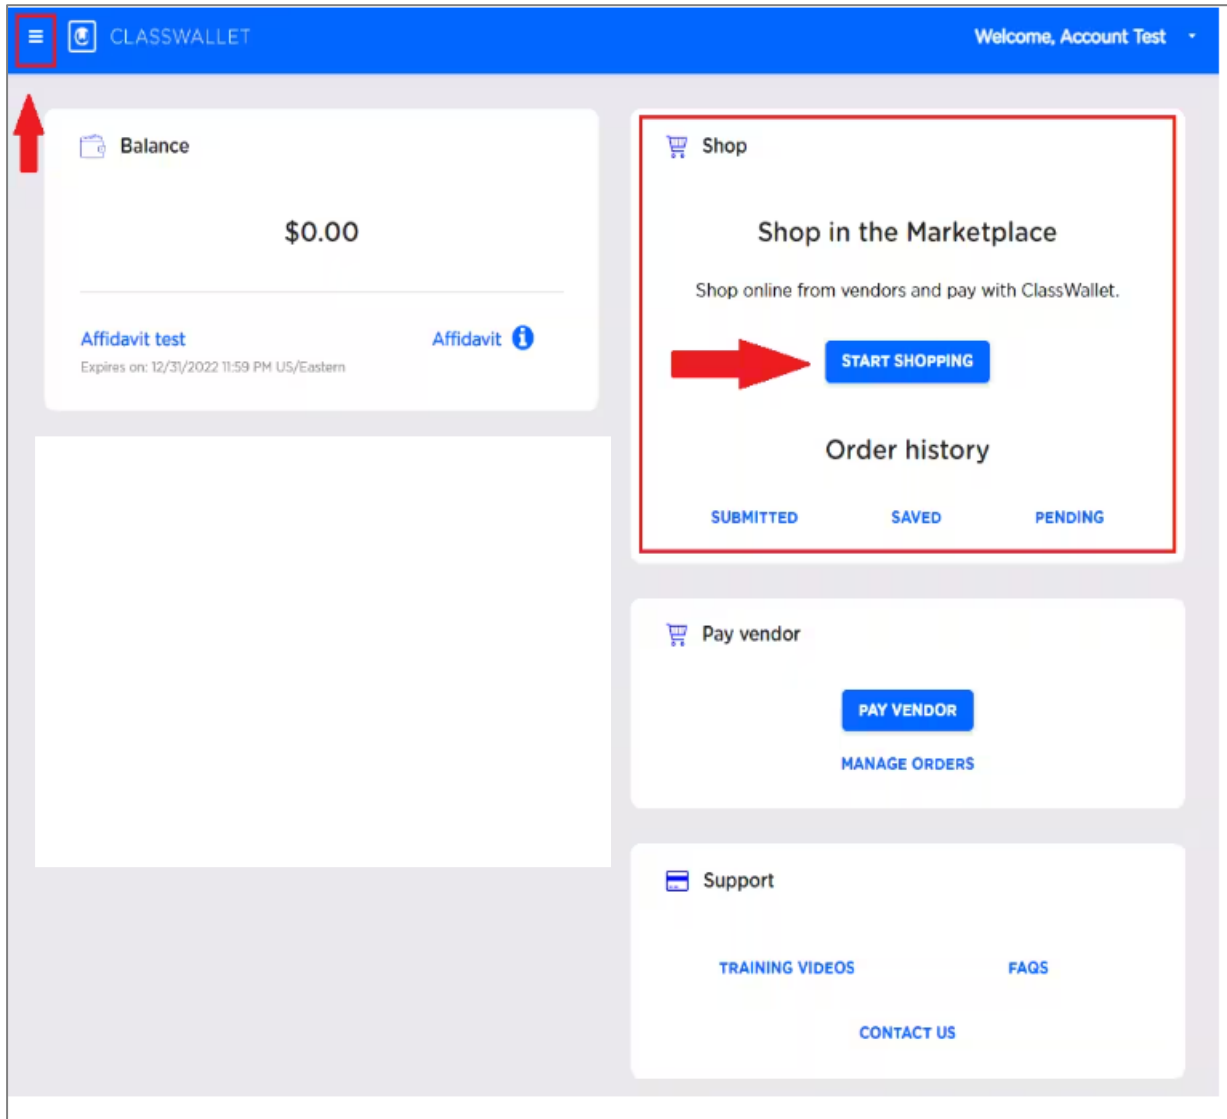 CLASSWALLET
Welcome, Account Test
Balance
$0.00
Affidavit test
Affidavit
Expires on: 12/31/2022 11:59 PM US/Eastern
Shop
Shop in the Marketplace
Shop online from vendors and pay with ClassWallet.
START SHOPPING
Order history
SUBMITTED SAVED PENDING
Pay vendor
PAY VENDOR
MANAGE ORDERS
Support
TRAINING VIDEOS FAQS
CONTACT US